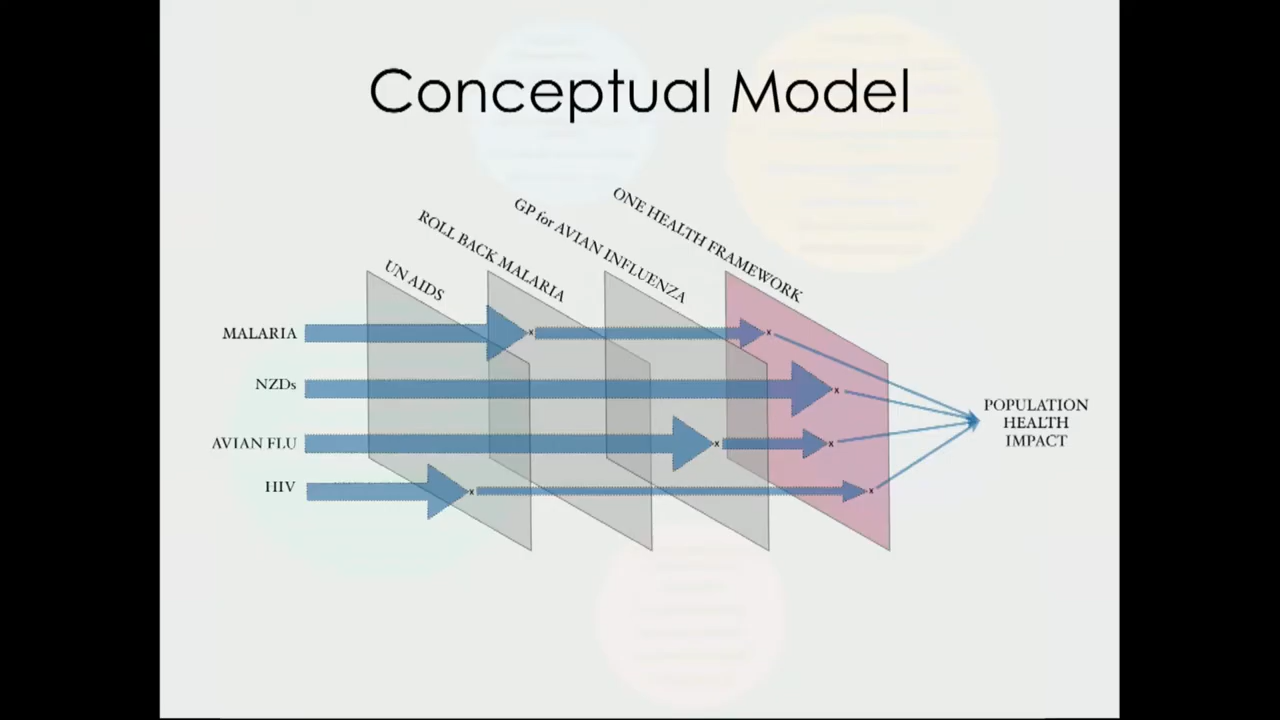 Conceptual Model
UN AIDS
ROLL BACK MALARIA
GP for AVIAN INFLUENZA
ONE HEALTH FRAMEWORK
MALARIA
x
x
NZDs
x
AVIAN FLU
x
x
HIV
x
x
POPULATION
HEALTH
IMPACT